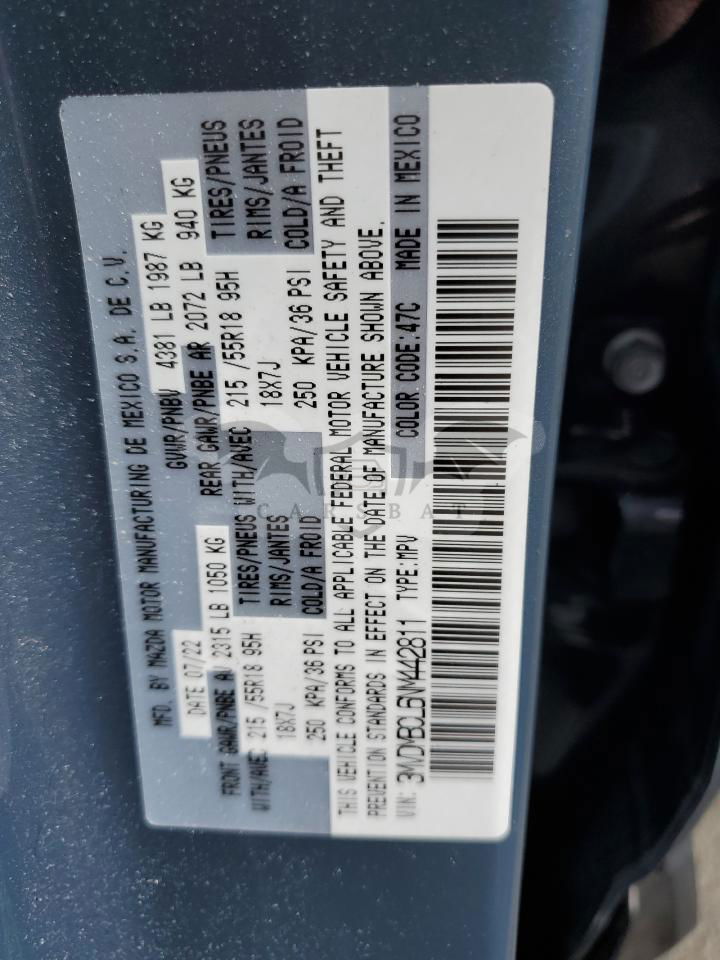 MFD. BY MAZDA MOTOR MANUFACTURING DE MEXICO S.A. DE C.V.
DATE 07/22 GVWR/PNBV 4381 LB 1987 KG
FRONT GAWR/PNBE AV 2315 LB 1050 KG REAR GAWR/PNBE AR 2072 LB 940 KG
WITH/AVEC 215 /55R18 95H TIRES/PNEUS WITH/AVEC 215 /55R18 95H TIRES/PNEUS
18X7J RIMS/JANTES 18X7J RIMS/JANTES
250 KPA/36 PSI COLD/A FROID 250 KPA/36 PSI COLD/A FROID
THIS VEHICLE CONFORMS TO ALL APPLICABLE FEDERAL MOTOR VEHICLE SAFETY AND THEFT
PREVENTION STANDARDS IN EFFECT ON THE DATE OF MANUFACTURE SHOWN ABOVE.
VIN: 3MVDMBCL6NM442811 TYPE:MPV COLOR CODE:47C MADE IN MEXICO
CARSBAT